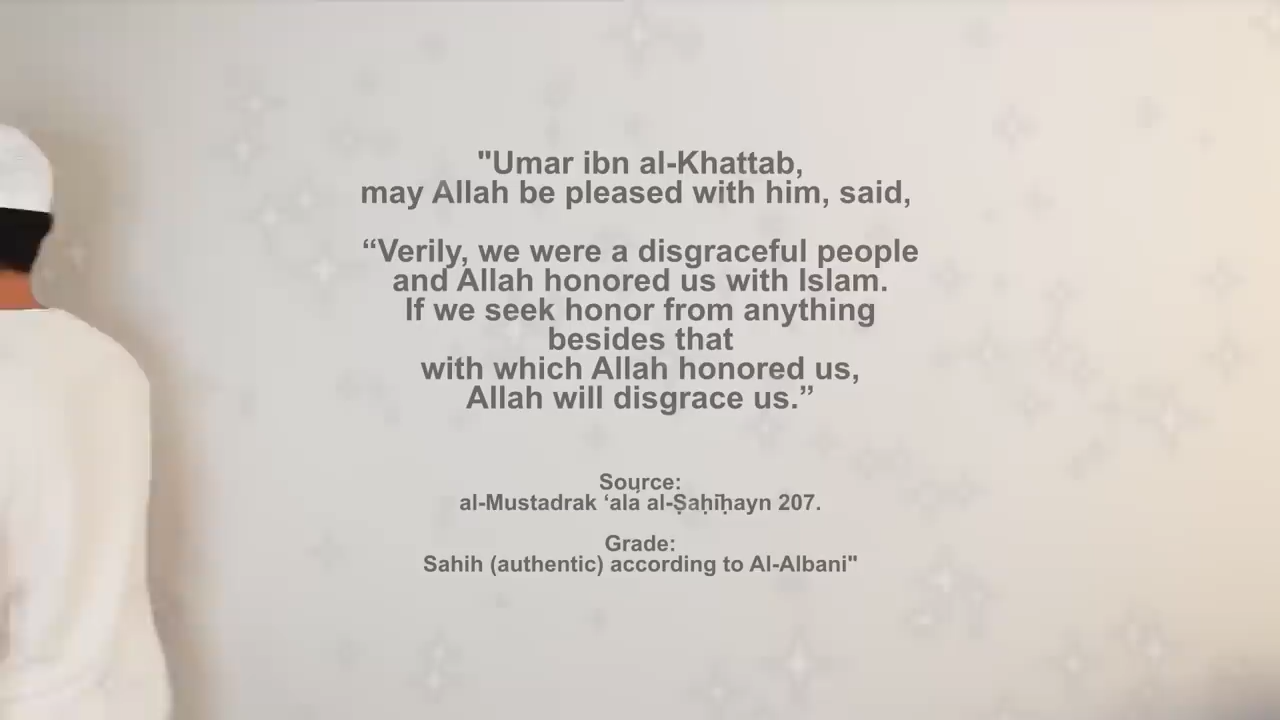 "Umar ibn al-Khattab,
may Allah be pleased with him, said,
“Verily, we were a disgraceful people
and Allah honored us with Islam.
If we seek honor from anything
besides that
with which Allah honored us,
Allah will disgrace us.”
Source:
al-Mustadrak ‘alá al-Ṣaḥīḥayn 207.
Grade:
Sahih (authentic) according to Al-Albani"